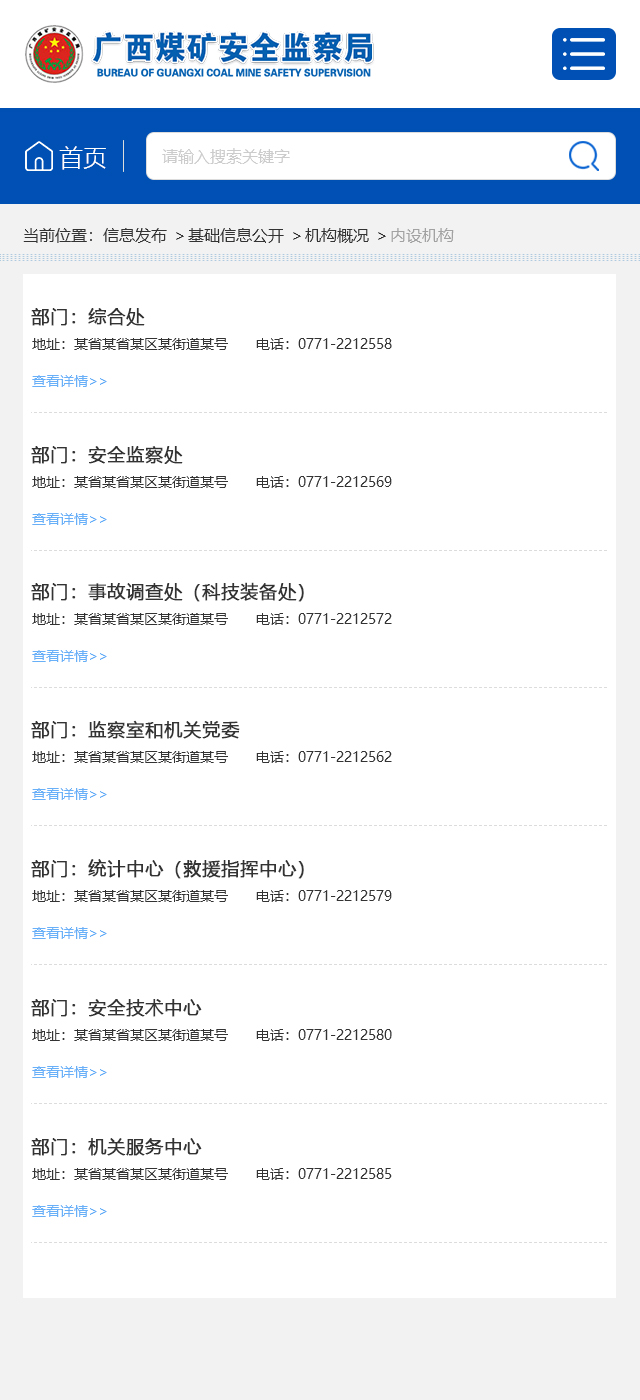 广西煤矿安全监察局
BUREAU OF GUANGXI COAL MINE SAFETY SUPERVISION
首页
请输入搜索关键字
当前位置：信息发布 > 基础信息公开 > 机构概况 > 内设机构
部门：综合处
地址：某省某省某区某街道某号 电话：0771-2212558
查看详情>>
部门：安全监察处
地址：某省某省某区某街道某号 电话：0771-2212569
查看详情>>
部门：事故调查处（科技装备处）
地址：某省某省某区某街道某号 电话：0771-2212572
查看详情>>
部门：监察室和机关党委
地址：某省某省某区某街道某号 电话：0771-2212562
查看详情>>
部门：统计中心（救援指挥中心）
地址：某省某省某区某街道某号 电话：0771-2212579
查看详情>>
部门：安全技术中心
地址：某省某省某区某街道某号 电话：0771-2212580
查看详情>>
部门：机关服务中心
地址：某省某省某区某街道某号 电话：0771-2212585
查看详情>>